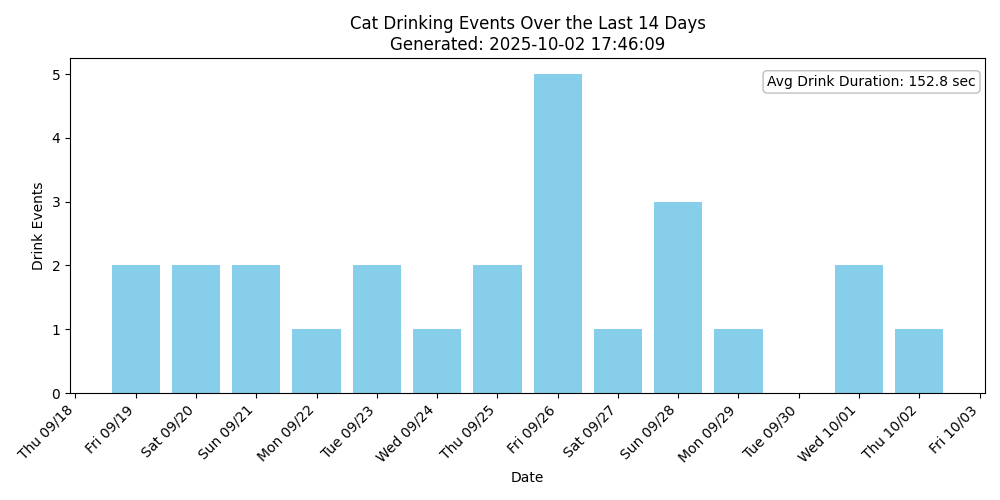 Cat Drinking Events Over the Last 14 Days
Generated: 2025-10-02 17:46:09
Avg Drink Duration: 152.8 sec
Drink Events
5
4
3
2
1
0
Thu 09/18
Fri 09/19
Sat 09/20
Sun 09/21
Mon 09/22
Tue 09/23
Wed 09/24
Thu 09/25
Fri 09/26
Sat 09/27
Sun 09/28
Mon 09/29
Tue 09/30
Wed 10/01
Thu 10/02
Fri 10/03
Date